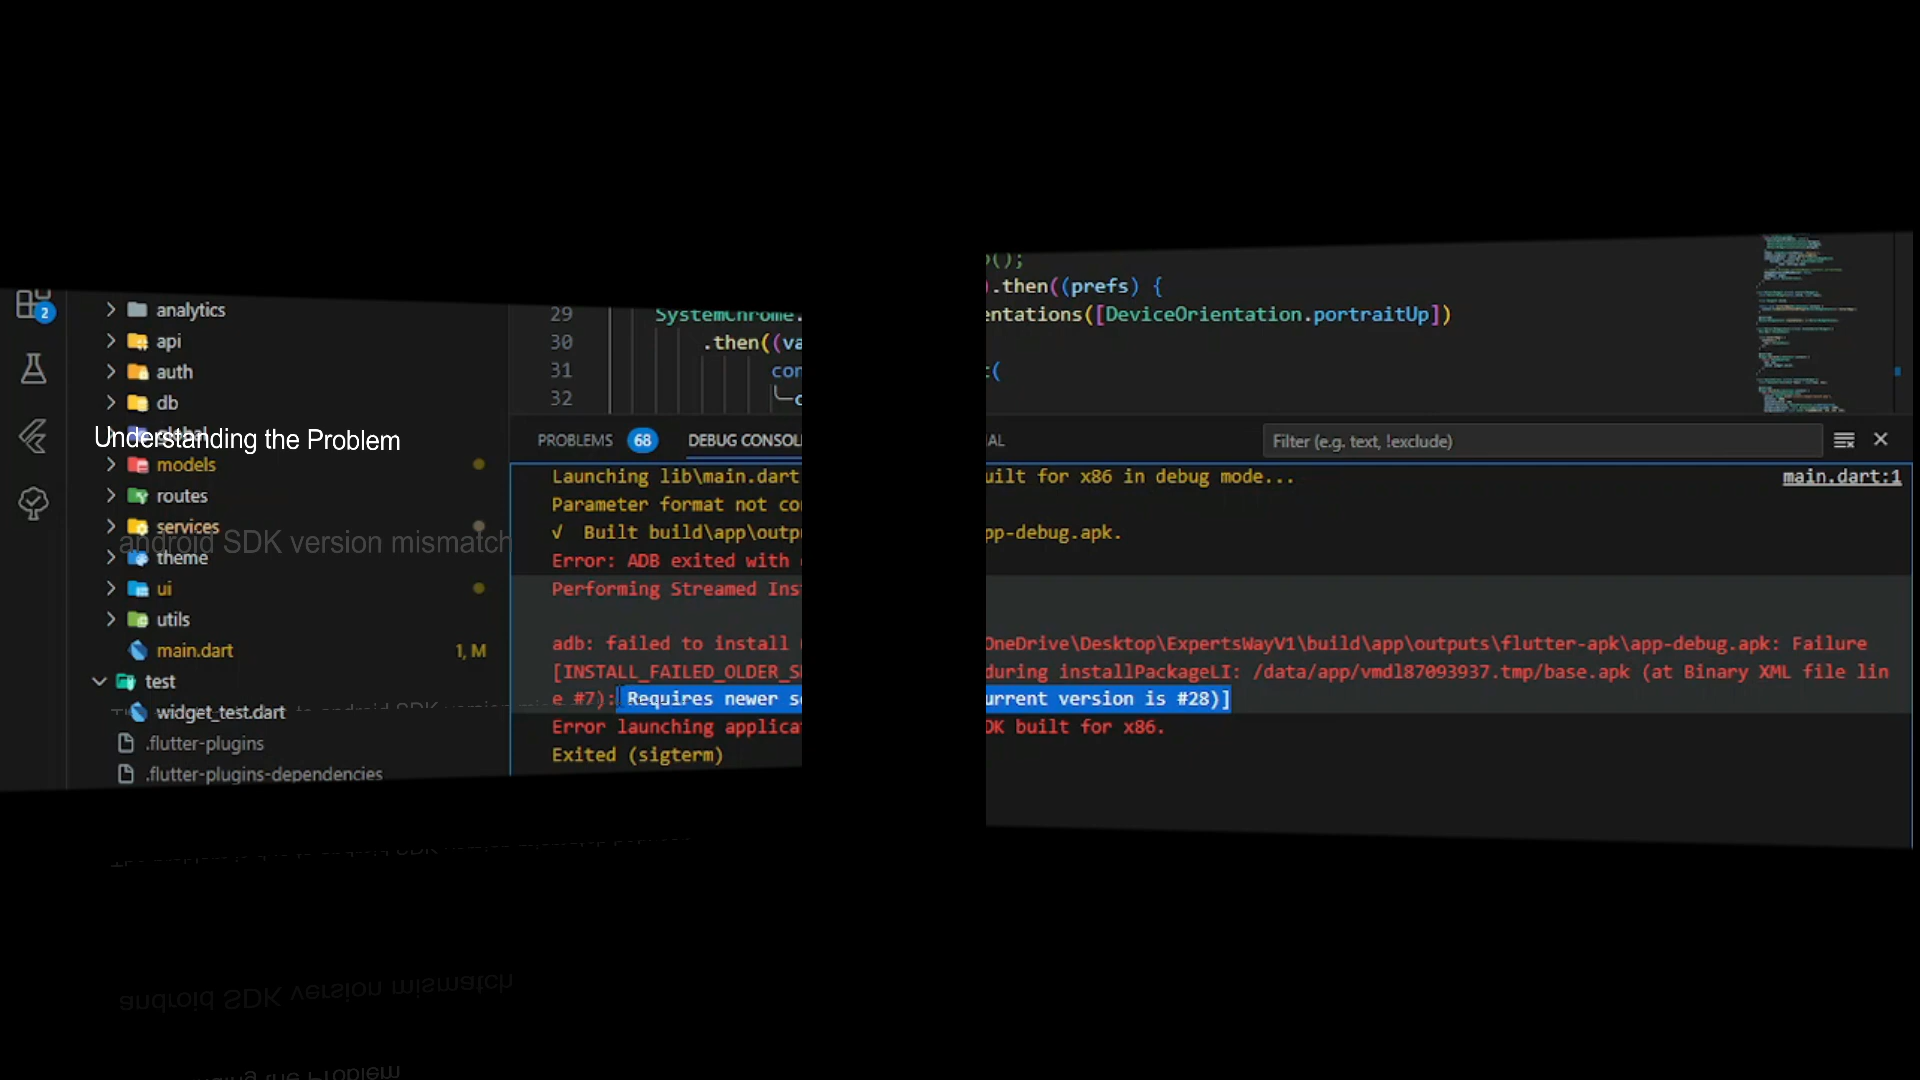 2
analytics
api
auth
db
Understanding the Problem
models
routes
services
android SDK version mismatch
theme
ui
utils
main.dart 1, M
test
widget_test.dart
.flutter-plugins
.flutter-plugins-dependencies
29 SystemChrome.
30 .then((va
31 con
32
();
).then((prefs) {
entations([DeviceOrientation.portraitUp])
(
PROBLEMS 68 DEBUG CONSOL AL Filter (e.g. text, !exclude)
Launching lib\main.dart uilt for x86 in debug mode... main.dart:1
Parameter format not co
√ Built build\app\outp pp-debug.apk.
Error: ADB exited with
Performing Streamed Ins
adb: failed to install OneDrive\Desktop\ExpertsWayV1\build\app\outputs\flutter-apk\app-debug.apk: Failure
[INSTALL_FAILED_OLDER_S during installPackageLI: /data/app/vmdl87093937.tmp/base.apk (at Binary XML file lin
e #7): Requires newer s urrent version is #28)]
Error launching applica DK built for x86.
Exited (sigterm)